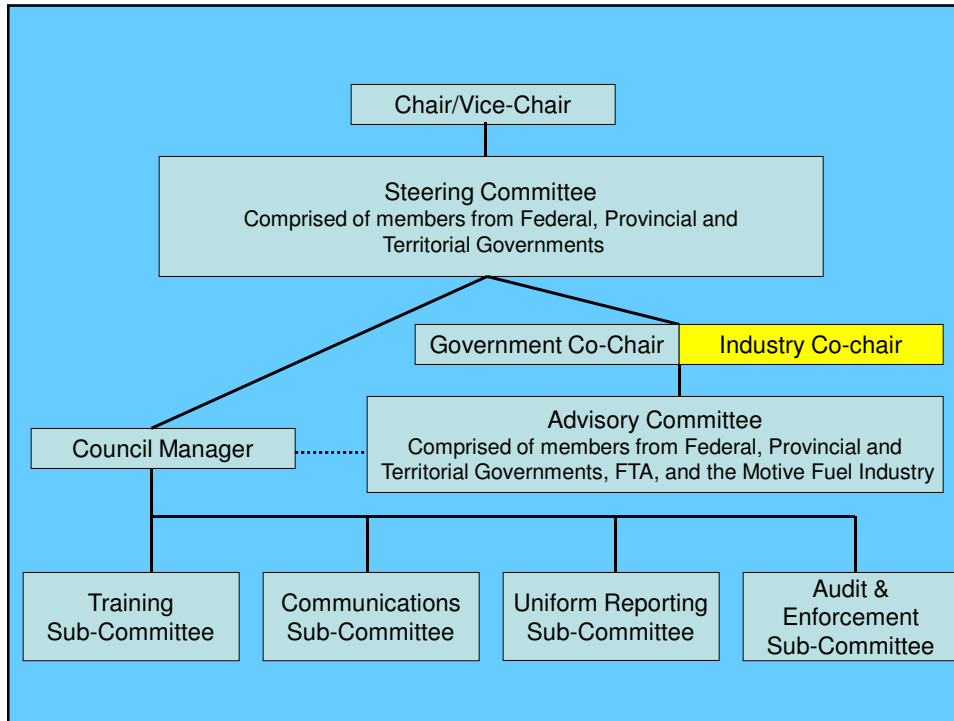 Chair/Vice-Chair
Steering Committee
Comprised of members from Federal, Provincial and
Territorial Governments
Government Co-Chair
Industry Co-chair
Advisory Committee
Comprised of members from Federal, Provincial and
Territorial Governments, FTA, and the Motive Fuel Industry
Council Manager
Training
Sub-Committee
Communications
Sub-Committee
Uniform Reporting
Sub-Committee
Audit &
Enforcement
Sub-Committee